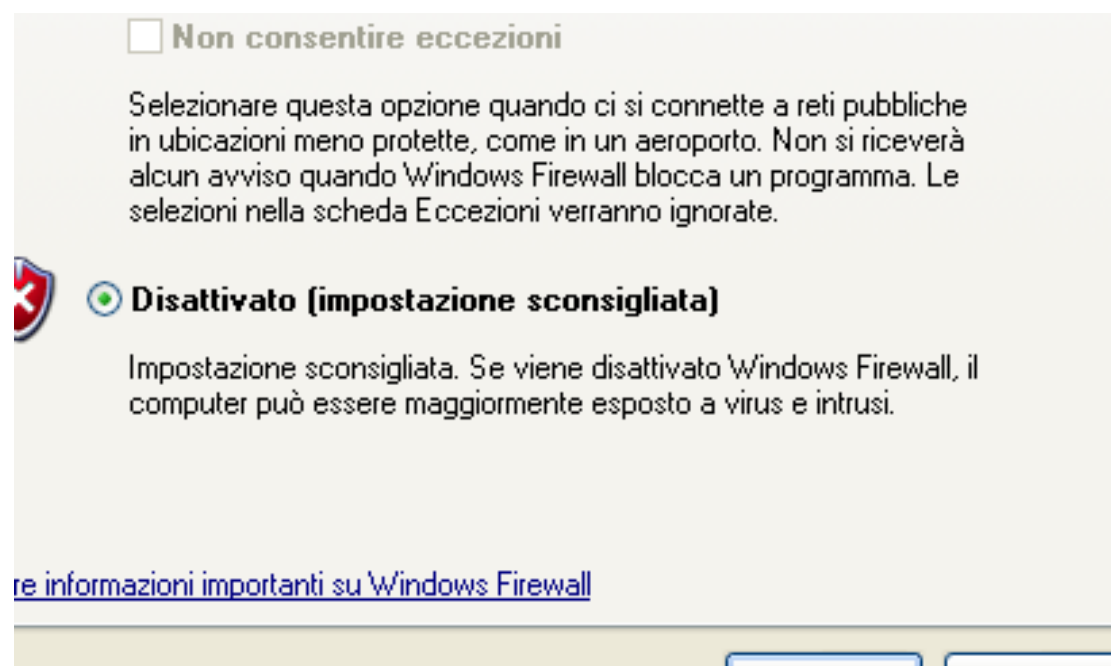 Non consentire eccezioni
Selezionare questa opzione quando ci si connette a reti pubbliche
in ubicazioni meno protette, come in un aeroporto. Non si riceverà
alcun avviso quando Windows Firewall blocca un programma. Le
selezioni nella scheda Eccezioni verranno ignorate.
Disattivato (impostazione sconsigliata)
Impostazione sconsigliata. Se viene disattivato Windows Firewall, il
computer può essere maggiormente esposto a virus e intrusi.
re informazioni importanti su Windows Firewall